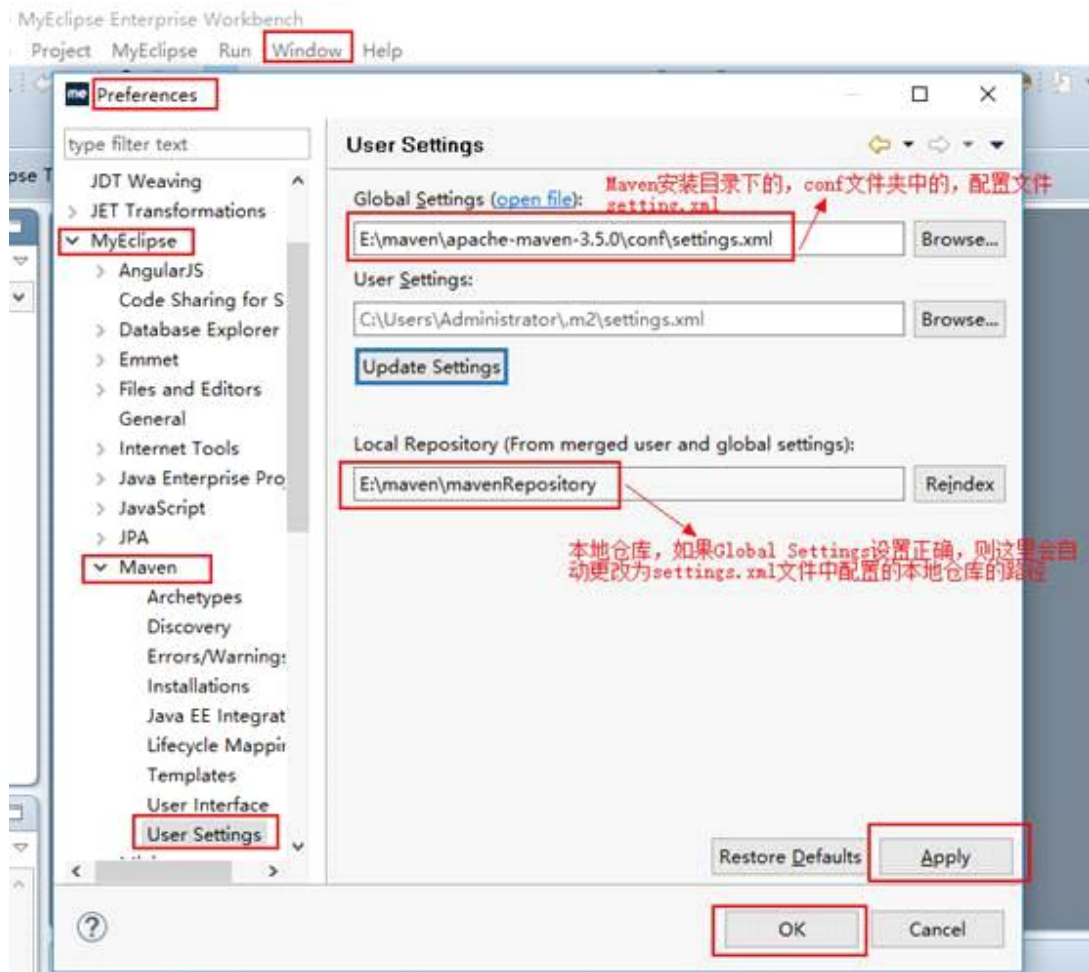 MyEclipse Enterprise Workbench
Project MyEclipse Run Window Help
me Preferences
type filter text
User Settings
JDT Weaving
JET Transformations
MyEclipse
AngularJS
Code Sharing for S
Database Explorer
Emmet
Files and Editors
General
Internet Tools
Java Enterprise Pro
JavaScript
JPA
Maven
Archetypes
Discovery
Errors/Warnings
Installations
Java EE Integrat
Lifecycle Mappin
Templates
User Interface
User Settings
Global Settings (open file):
Maven安装目录下的，conf文件夹中的，配置文件
setting.xml
E:\maven\apache-maven-3.5.0\conf\settings.xml
Browse...
User Settings:
C:\Users\Administrator\.m2\settings.xml
Browse...
Update Settings
Local Repository (From merged user and global settings):
E:\maven\mavenRepository
Reindex
本地仓库，如果Global Settings设置正确，则这里会自
动更改为settings.xml文件中配置的本地仓库的路径
Restore Defaults
Apply
OK
Cancel